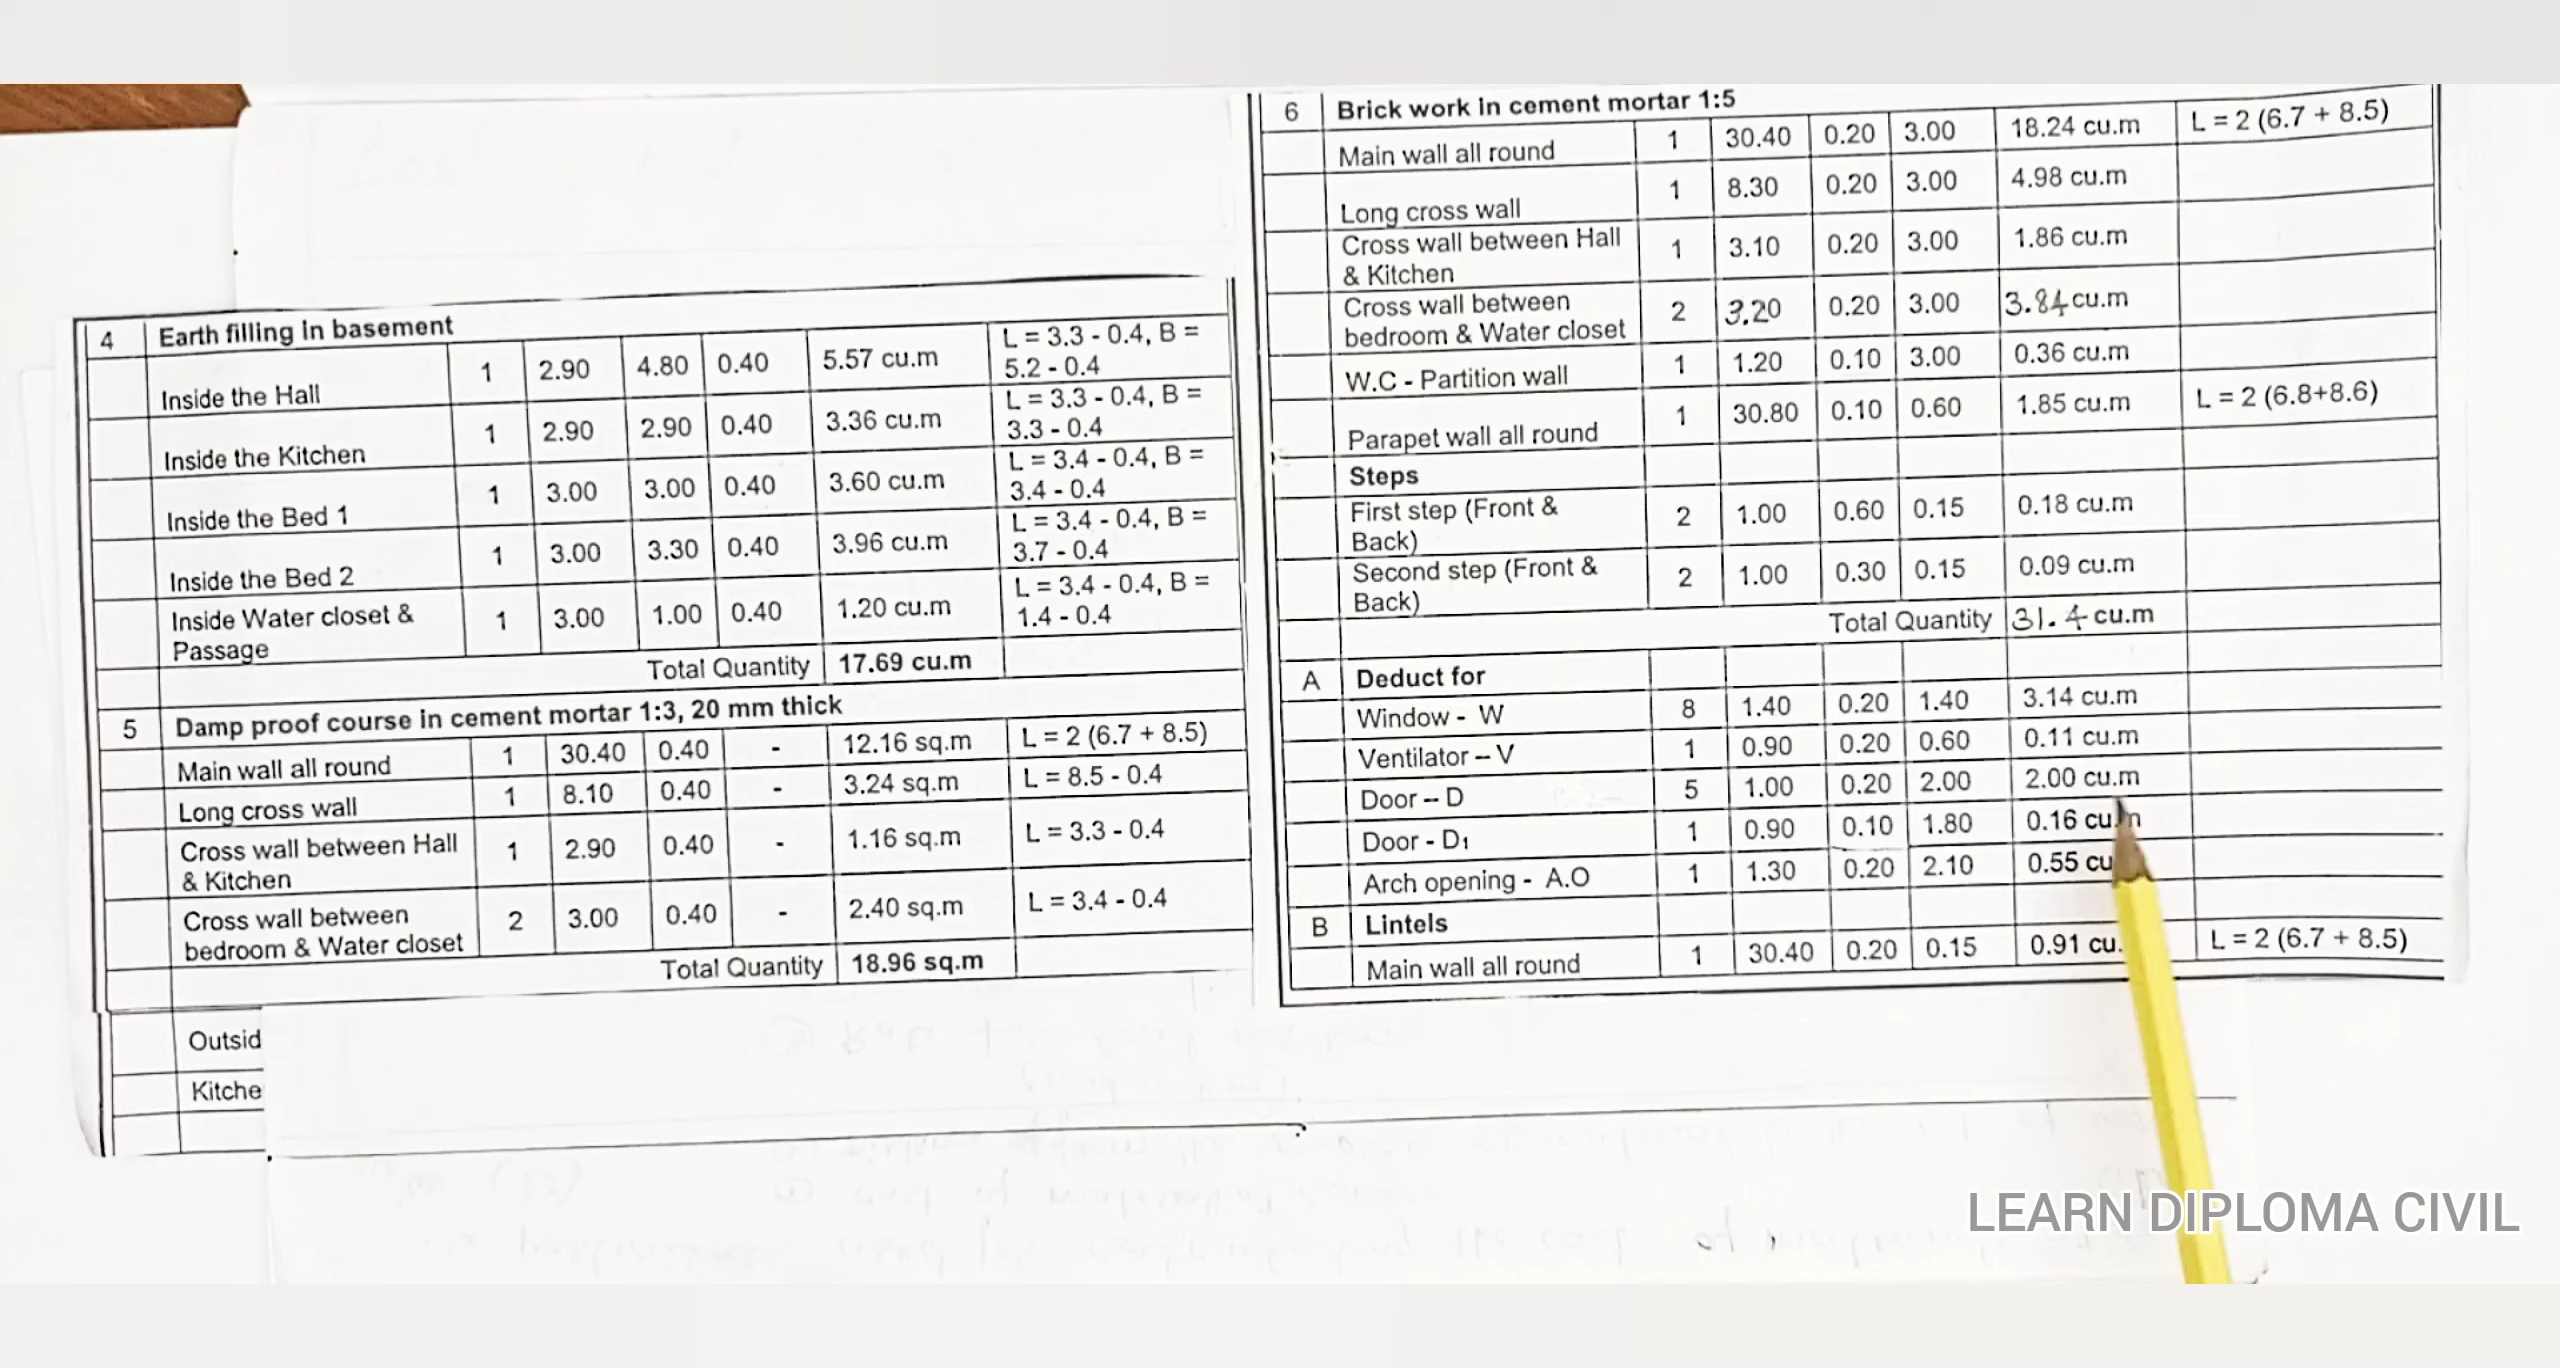 4 Earth filling in basement
Inside the Hall 1 2.90 4.80 0.40 5.57 cu.m L = 3.3 - 0.4, B = 5.2 - 0.4
Inside the Kitchen 1 2.90 2.90 0.40 3.36 cu.m L = 3.3 - 0.4, B = 3.3 - 0.4
Inside the Bed 1 1 3.00 3.00 0.40 3.60 cu.m L = 3.4 - 0.4, B = 3.4 - 0.4
Inside the Bed 2 1 3.00 3.30 0.40 3.96 cu.m L = 3.4 - 0.4, B = 3.7 - 0.4
Inside Water closet & Passage 1 3.00 1.00 0.40 1.20 cu.m L = 3.4 - 0.4, B = 1.4 - 0.4
Total Quantity 17.69 cu.m
5 Damp proof course in cement mortar 1:3, 20 mm thick
Main wall all round 1 30.40 0.40 - 12.16 sq.m L = 2 (6.7 + 8.5)
Long cross wall 1 8.10 0.40 - 3.24 sq.m L = 8.5 - 0.4
Cross wall between Hall & Kitchen 1 2.90 0.40 - 1.16 sq.m L = 3.3 - 0.4
Cross wall between bedroom & Water closet 2 3.00 0.40 - 2.40 sq.m L = 3.4 - 0.4
Total Quantity 18.96 sq.m
Outsid
Kitche
6 Brick work in cement mortar 1:5
Main wall all round 1 30.40 0.20 3.00 18.24 cu.m L = 2 (6.7 + 8.5)
Long cross wall 1 8.30 0.20 3.00 4.98 cu.m
Cross wall between Hall & Kitchen 1 3.10 0.20 3.00 1.86 cu.m
Cross wall between bedroom & Water closet 2 3.20 0.20 3.00 3.84 cu.m
W.C - Partition wall 1 1.20 0.10 3.00 0.36 cu.m
Parapet wall all round 1 30.80 0.10 0.60 1.85 cu.m L = 2 (6.8+8.6)
Steps
First step (Front & Back) 2 1.00 0.60 0.15 0.18 cu.m
Second step (Front & Back) 2 1.00 0.30 0.15 0.09 cu.m
Total Quantity 31.4 cu.m
A Deduct for
Window - W 8 1.40 0.20 1.40 3.14 cu.m
Ventilator – V 1 0.90 0.20 0.60 0.11 cu.m
Door – D 5 1.00 0.20 2.00 2.00 cu.m
Door - D1 1 0.90 0.10 1.80 0.16 cu.m
Arch opening - A.O 1 1.30 0.20 2.10 0.55 cu
B Lintels
Main wall all round 1 30.40 0.20 0.15 0.91 cu. L = 2 (6.7 + 8.5)
LEARN DIPLOMA CIVIL